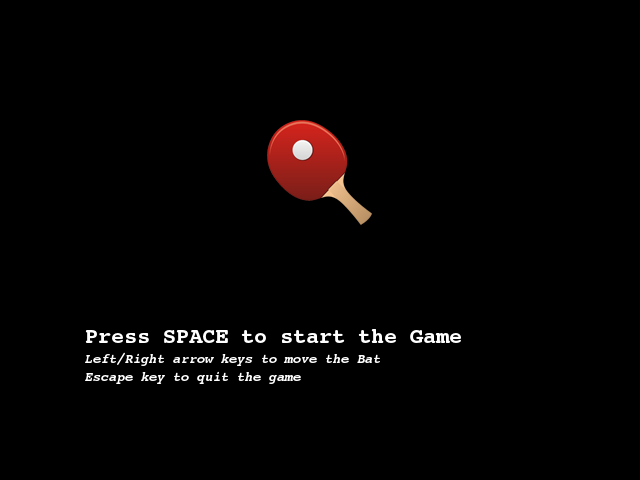 Press SPACE to start the Game
Left/Right arrow keys to move the Bat
Escape key to quit the game